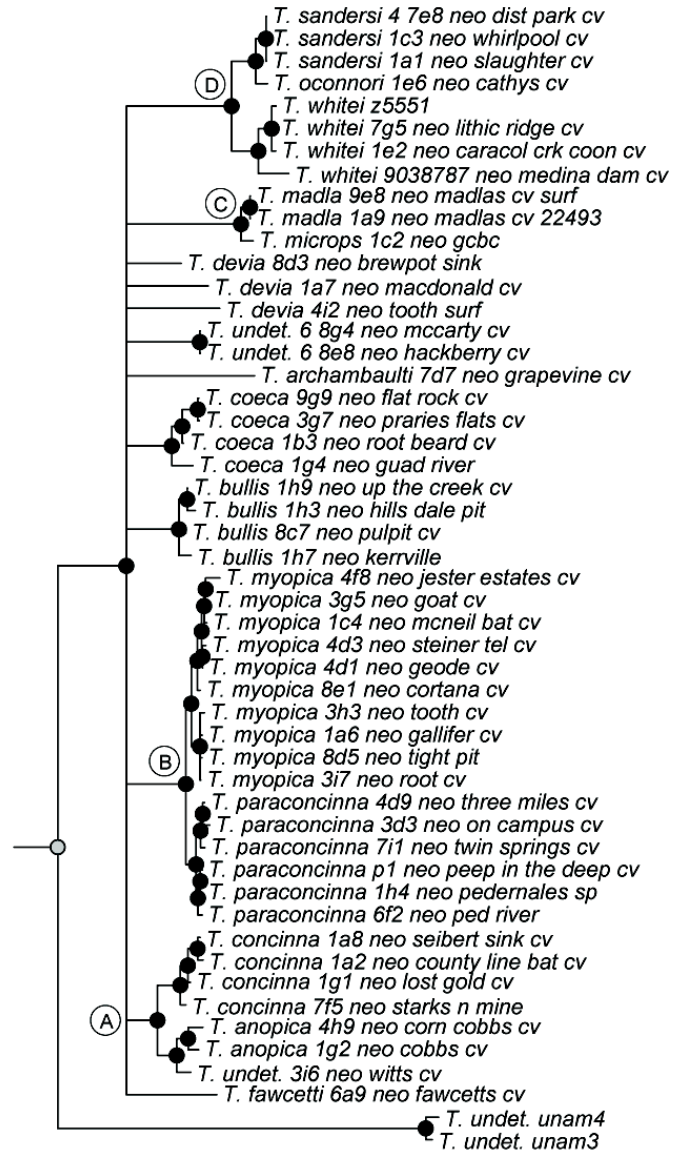 T. sandersi 4 7e8 neo dist park cv
T. sandersi 1c3 neo whirlpool cv
T. sandersi 1a1 neo slaughter cv
D
T. oconnori 1e6 neo cathys cv
T. whitei z5551
T. whitei 7g5 neo lithic ridge cv
T. whitei 1e2 neo caracol crk coon cv
T. whitei 9038787 neo medina dam cv
T. madla 9e8 neo madlas cv surf
C
T. madla 1a9 neo madlas cv 22493
T. microps 1c2 neo gcbc
T. devia 8d3 neo brewpot sink
T. devia 1a7 neo macdonald cv
T. devia 4i2 neo tooth surf
T. undet. 6 8g4 neo mccarty cv
T. undet. 6 8e8 neo hackberry cv
T. archambaulti 7d7 neo grapevine cv
T. coeca 9g9 neo flat rock cv
T. coeca 3g7 neo praries flats cv
T. coeca 1b3 neo root beard cv
T. coeca 1g4 neo guad river
T. bullis 1h9 neo up the creek cv
T. bullis 1h3 neo hills dale pit
T. bullis 8c7 neo pulpit cv
T. bullis 1h7 neo kerrville
T. myopica 4f8 neo jester estates cv
T. myopica 3g5 neo goat cv
T. myopica 1c4 neo mcneil bat cv
T. myopica 4d3 neo steiner tel cv
T. myopica 4d1 neo geode cv
T. myopica 8e1 neo cortana cv
T. myopica 3h3 neo tooth cv
T. myopica 1a6 neo gallifer cv
B
T. myopica 8d5 neo tight pit
T. myopica 3i7 neo root cv
T. paraconcinna 4d9 neo three miles cv
T. paraconcinna 3d3 neo on campus cv
T. paraconcinna 7i1 neo twin springs cv
T. paraconcinna p1 neo peep in the deep cv
T. paraconcinna 1h4 neo pedernales sp
T. paraconcinna 6f2 neo ped river
T. concinna 1a8 neo seibert sink cv
T. concinna 1a2 neo county line bat cv
T. concinna 1g1 neo lost gold cv
T. concinna 7f5 neo starks n mine
A
T. anopica 4h9 neo corn cobbs cv
T. anopica 1g2 neo cobbs cv
T. undet. 3i6 neo witts cv
T. fawcetti 6a9 neo fawcetts cv
T. undet. unam4
T. undet. unam3